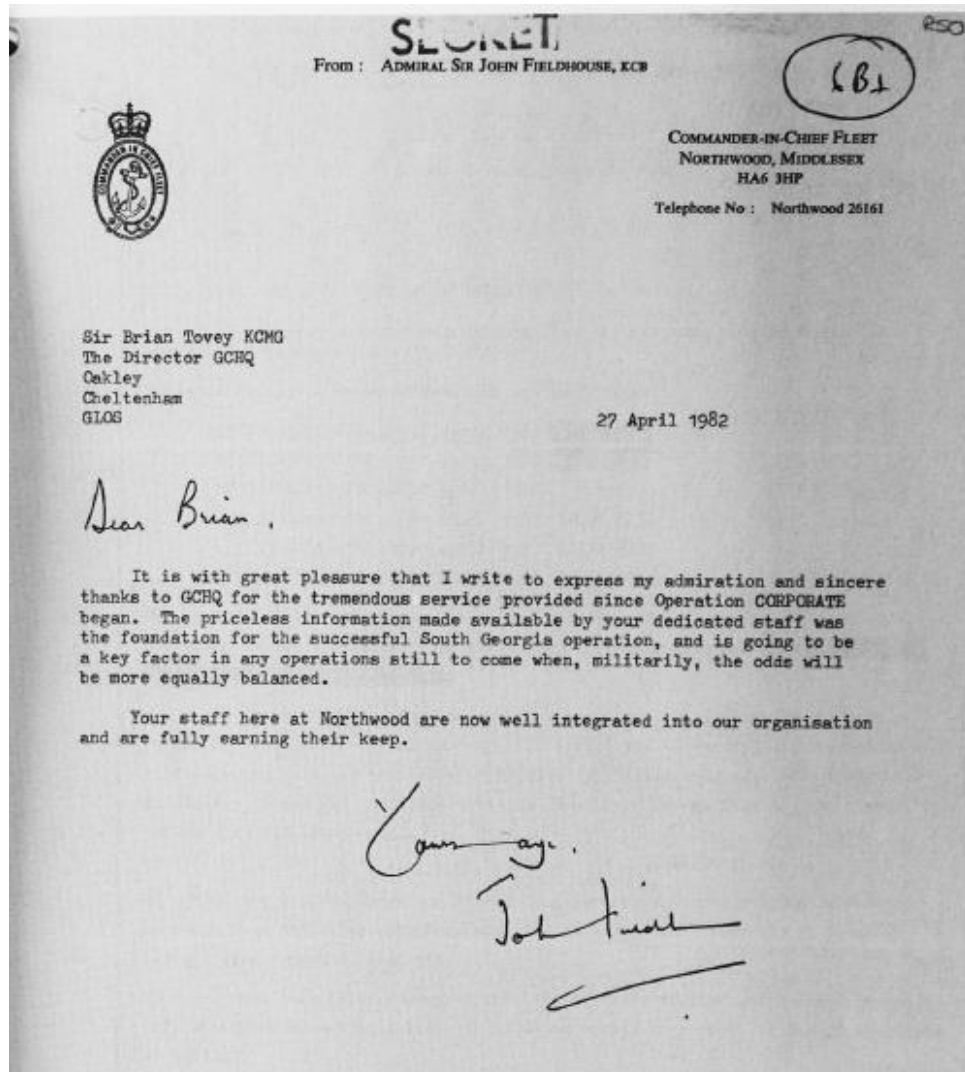 SECRET
R50
From : ADMIRAL SIR JOHN FIELDHOUSE, KCB
COMMANDER-IN-CHIEF FLEET
NORTHWOOD, MIDDLESEX
HA6 3HP
Telephone No : Northwood 26161
COMMANDER IN CHIEF FLEET
Sir Brian Tovey KCMG
The Director GCHQ
Oakley
Cheltenham
GLOS
27 April 1982
Dear Brian.
It is with great pleasure that I write to express my admiration and sincere
thanks to GCHQ for the tremendous service provided since Operation CORPORATE
began. The priceless information made available by your dedicated staff was
the foundation for the successful South Georgia operation, and is going to be
a key factor in any operations still to come when, militarily, the odds will
be more equally balanced.
Your staff here at Northwood are now well integrated into our organisation
and are fully earning their keep.
Yours aye.
John Fieldhouse